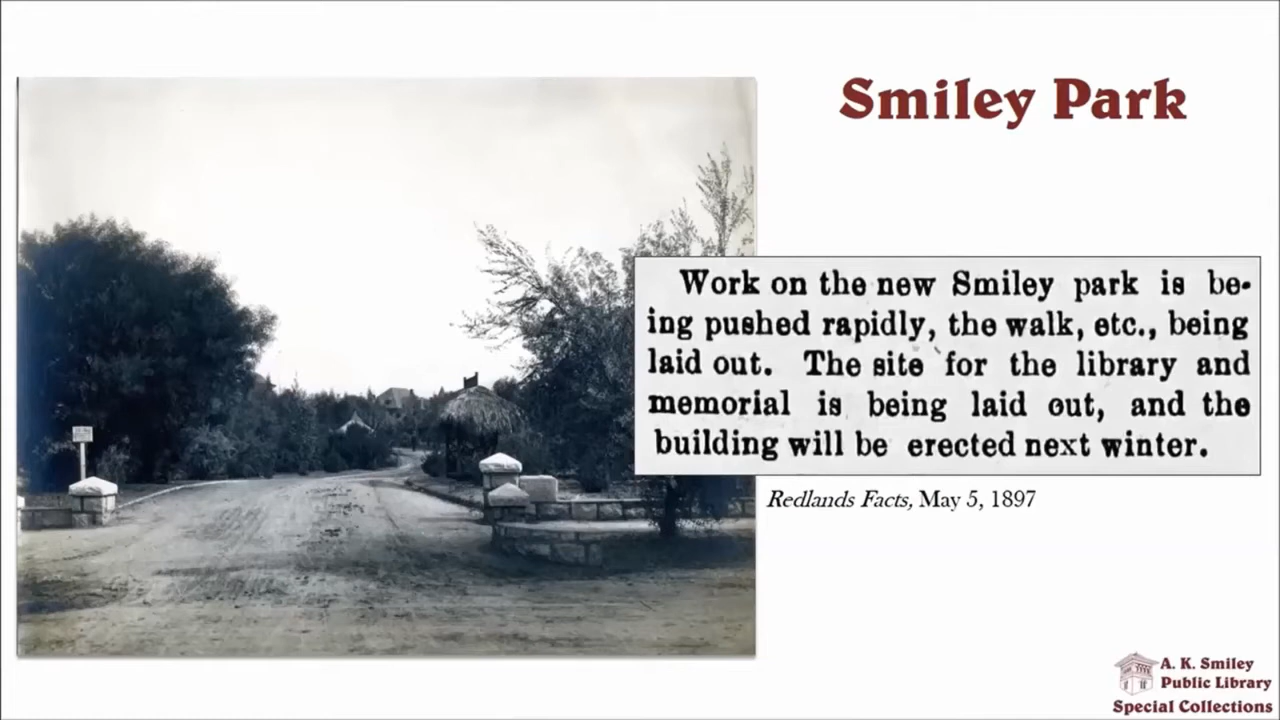 Smiley Park
Work on the new Smiley park is be-
ing pushed rapidly, the walk, etc., being
laid out. The site for the library and
memorial is being laid out, and the
building will be erected next winter.
Redlands Facts, May 5, 1897
A. K. Smiley
Public Library
Special Collections